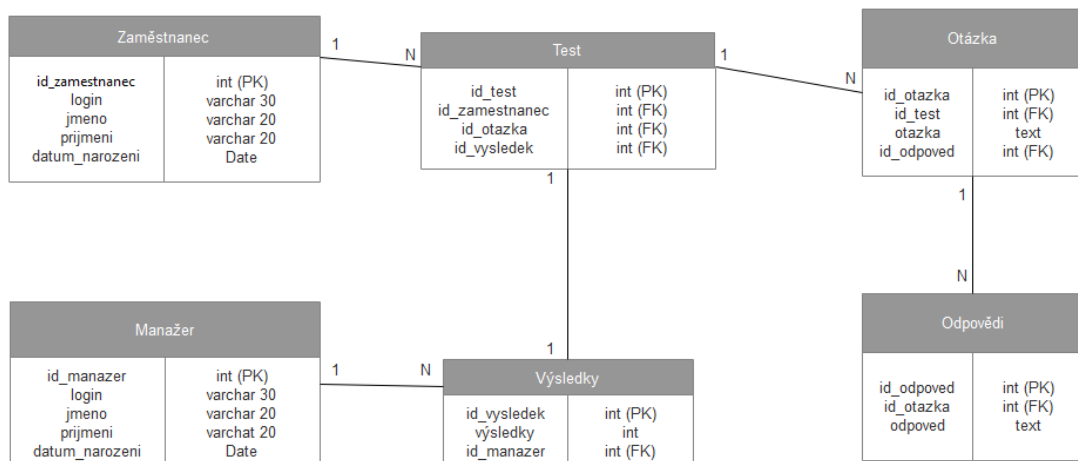 Zaměstnanec
id_zamestnanec int (PK)
login varchar 30
jmeno varchar 20
prijmeni varchar 20
datum_narozeni Date
1
N
Test
id_test int (PK)
id_zamestnanec int (FK)
id_otazka int (FK)
id_vysledek int (FK)
1
N
Otázka
id_otazka int (PK)
id_test int (FK)
otazka text
id_odpoved int (FK)
1
1
N
1
Manažer
id_manazer int (PK)
login varchar 30
jmeno varchar 20
prijmeni varchat 20
datum_narozeni Date
1
N
Výsledky
id_vysledek int (PK)
výsledky int
id_manazer int (FK)
Odpovědi
id_odpoved int (PK)
id_otazka int (FK)
odpoved text